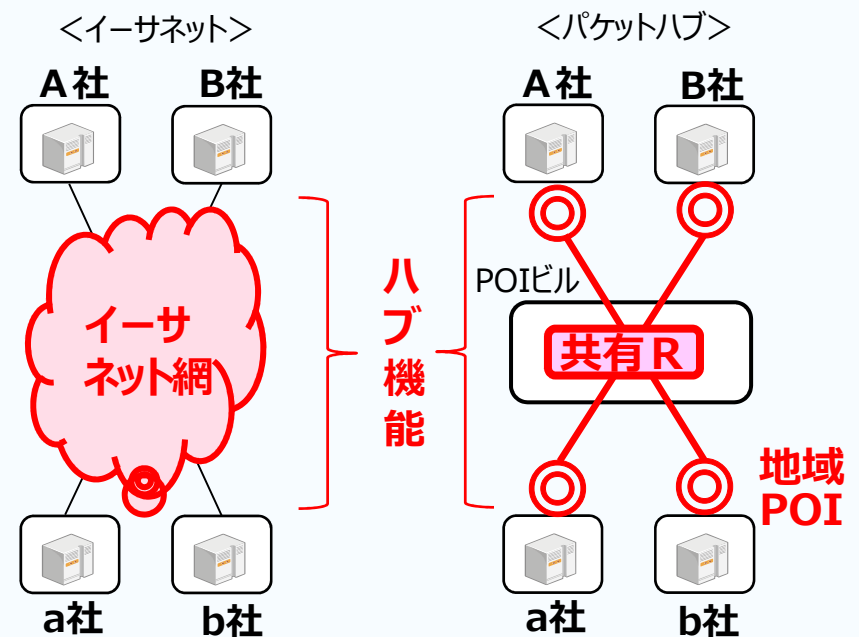 ＜イーサネット＞
Ａ社
B社
イーサ
ネット網
a社
b社
ハブ機能
＜パケットハブ＞
Ａ社
B社
POIビル
共有Ｒ
地域
POI
a社
b社